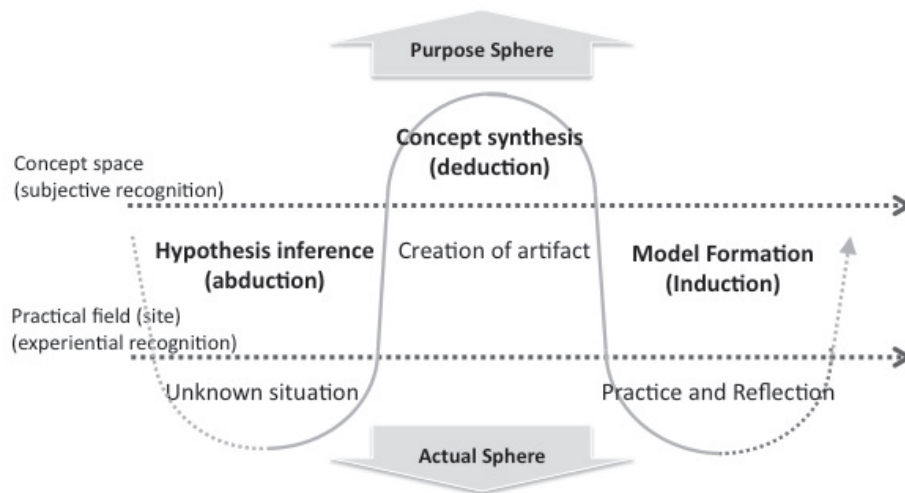 Purpose Sphere
Concept synthesis
(deduction)
Concept space
(subjective recognition)
Hypothesis inference
(abduction)
Creation of artifact
Model Formation
(Induction)
Practical field (site)
(experiential recognition)
Unknown situation
Practice and Reflection
Actual Sphere